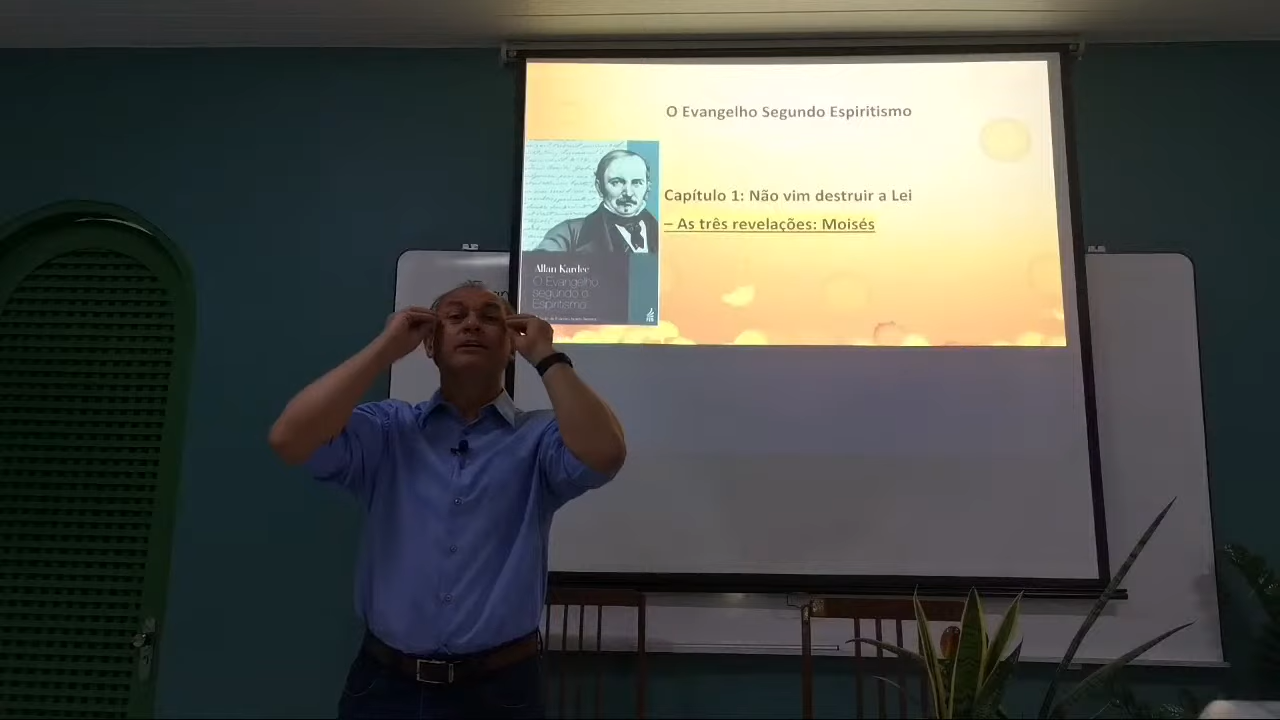 O Evangelho Segundo Espiritismo
Capítulo 1: Não vim destruir a Lei
– As três revelações: Moisés
Allan Kardec
O Evangelho
segundo o
Espiritismo